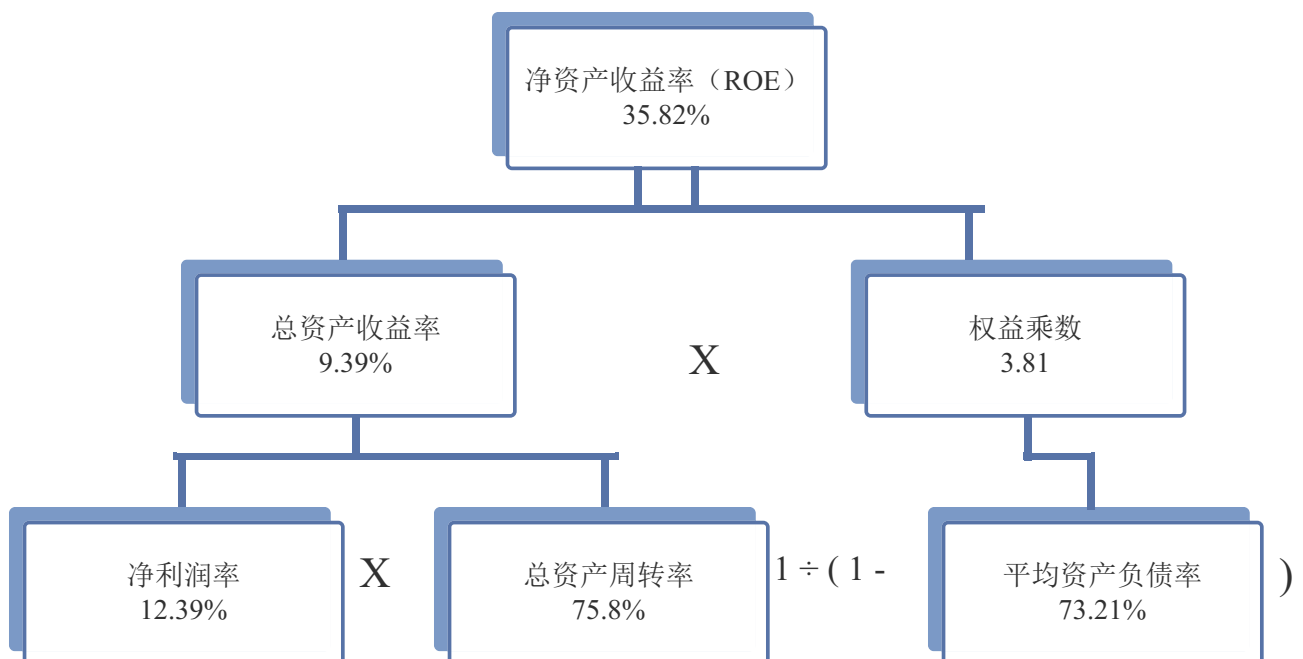 净资产收益率（ROE）
35.82%
总资产收益率
9.39%
X
权益乘数
3.81
净利润率
12.39%
X
总资产周转率
75.8%
1 ÷ ( 1 -
平均资产负债率
73.21%
)